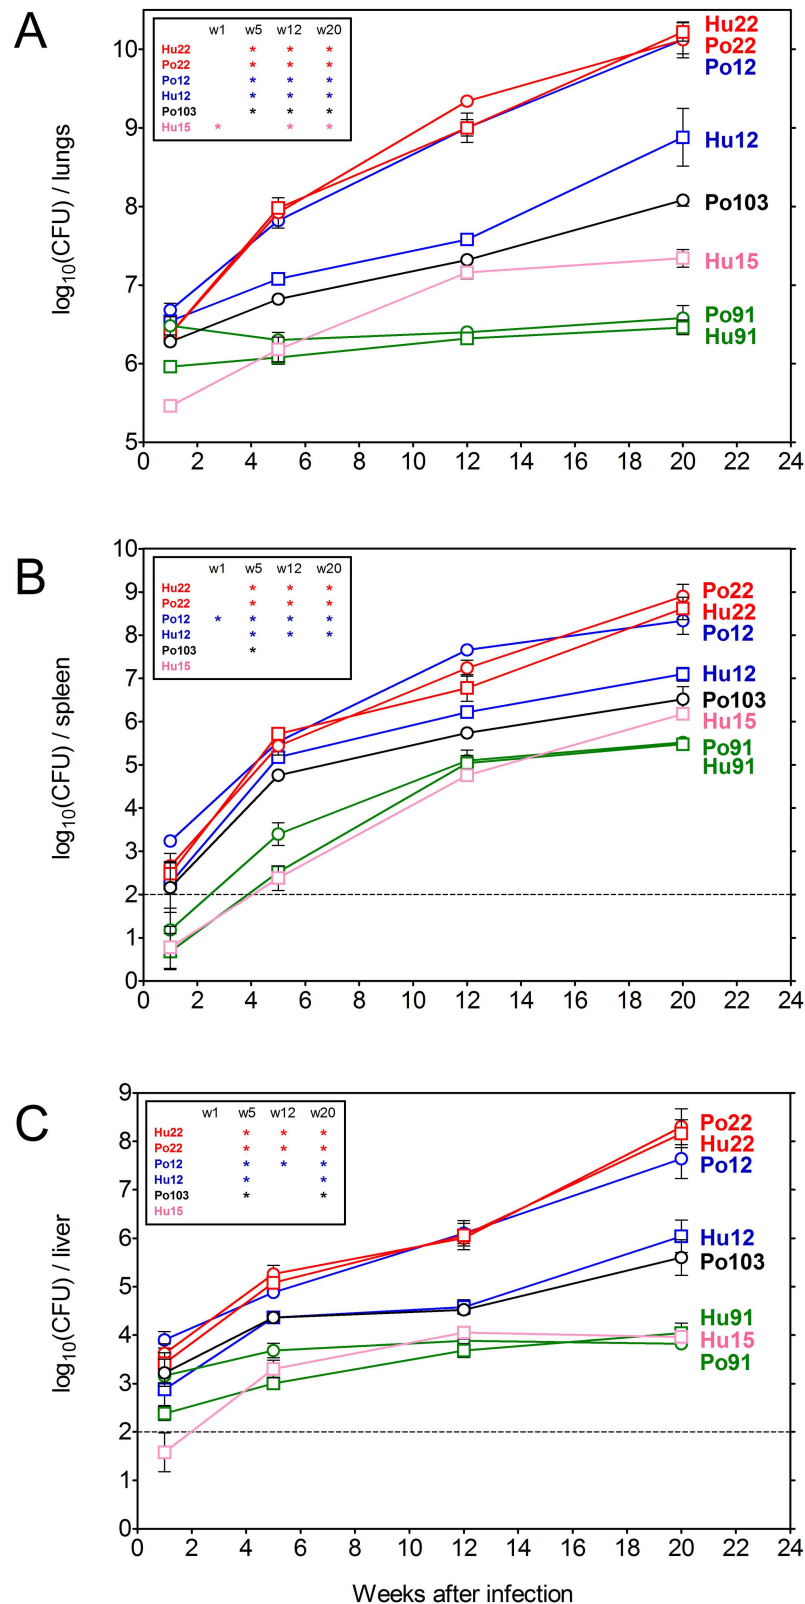 A
log10(CFU) / lungs
10
9
8
7
6
5
0 2 4 6 8 10 12 14 16 18 20 22 24
w1 w5 w12 w20
Hu22 * * *
Po22 * * *
Po12 * * *
Hu12 * * *
Po103 * * *
Hu15 * * *
Hu22
Po22
Po12
Hu12
Po103
Hu15
Po91
Hu91
B
log10(CFU) / spleen
10
9
8
7
6
5
4
3
2
1
0
0 2 4 6 8 10 12 14 16 18 20 22 24
w1 w5 w12 w20
Hu22 * * *
Po22 * * *
Po12 * * * *
Hu12 * * *
Po103 *
Hu15
Po22
Hu22
Po12
Hu12
Po103
Hu15
Po91
Hu91
C
log10(CFU) / liver
9
8
7
6
5
4
3
2
1
0
0 2 4 6 8 10 12 14 16 18 20 22 24
w1 w5 w12 w20
Hu22 * * *
Po22 * * *
Po12 * * *
Hu12 * *
Po103 * *
Hu15
Po22
Hu22
Po12
Hu12
Po103
Hu91
Hu15
Po91
Weeks after infection